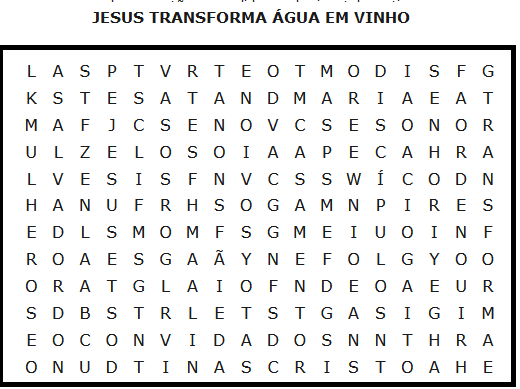 JESUS TRANSFORMA ÁGUA EM VINHO
L A S P T V R T E O T M O D I S F G
K S T E S A T A N D M A R I A E A T
M A F J C S E N O V C S E S O N O R
U L Z E L O S O I A A P E C A H R A
L V E S I S F N V C S S W Í C O D N
H A N U F R H S O G A M N P I R E S
E D L S M O M F S G M E I U O I N F
R O A E S G A Ã Y N E F O L G Y O O
O R A T G L A I O F N D E O A E U R
S D B S T R L E T S T G A S I G I M
E O C O N V I D A D O S N N T H R A
O N U D T I N A S C R I S T O A H E